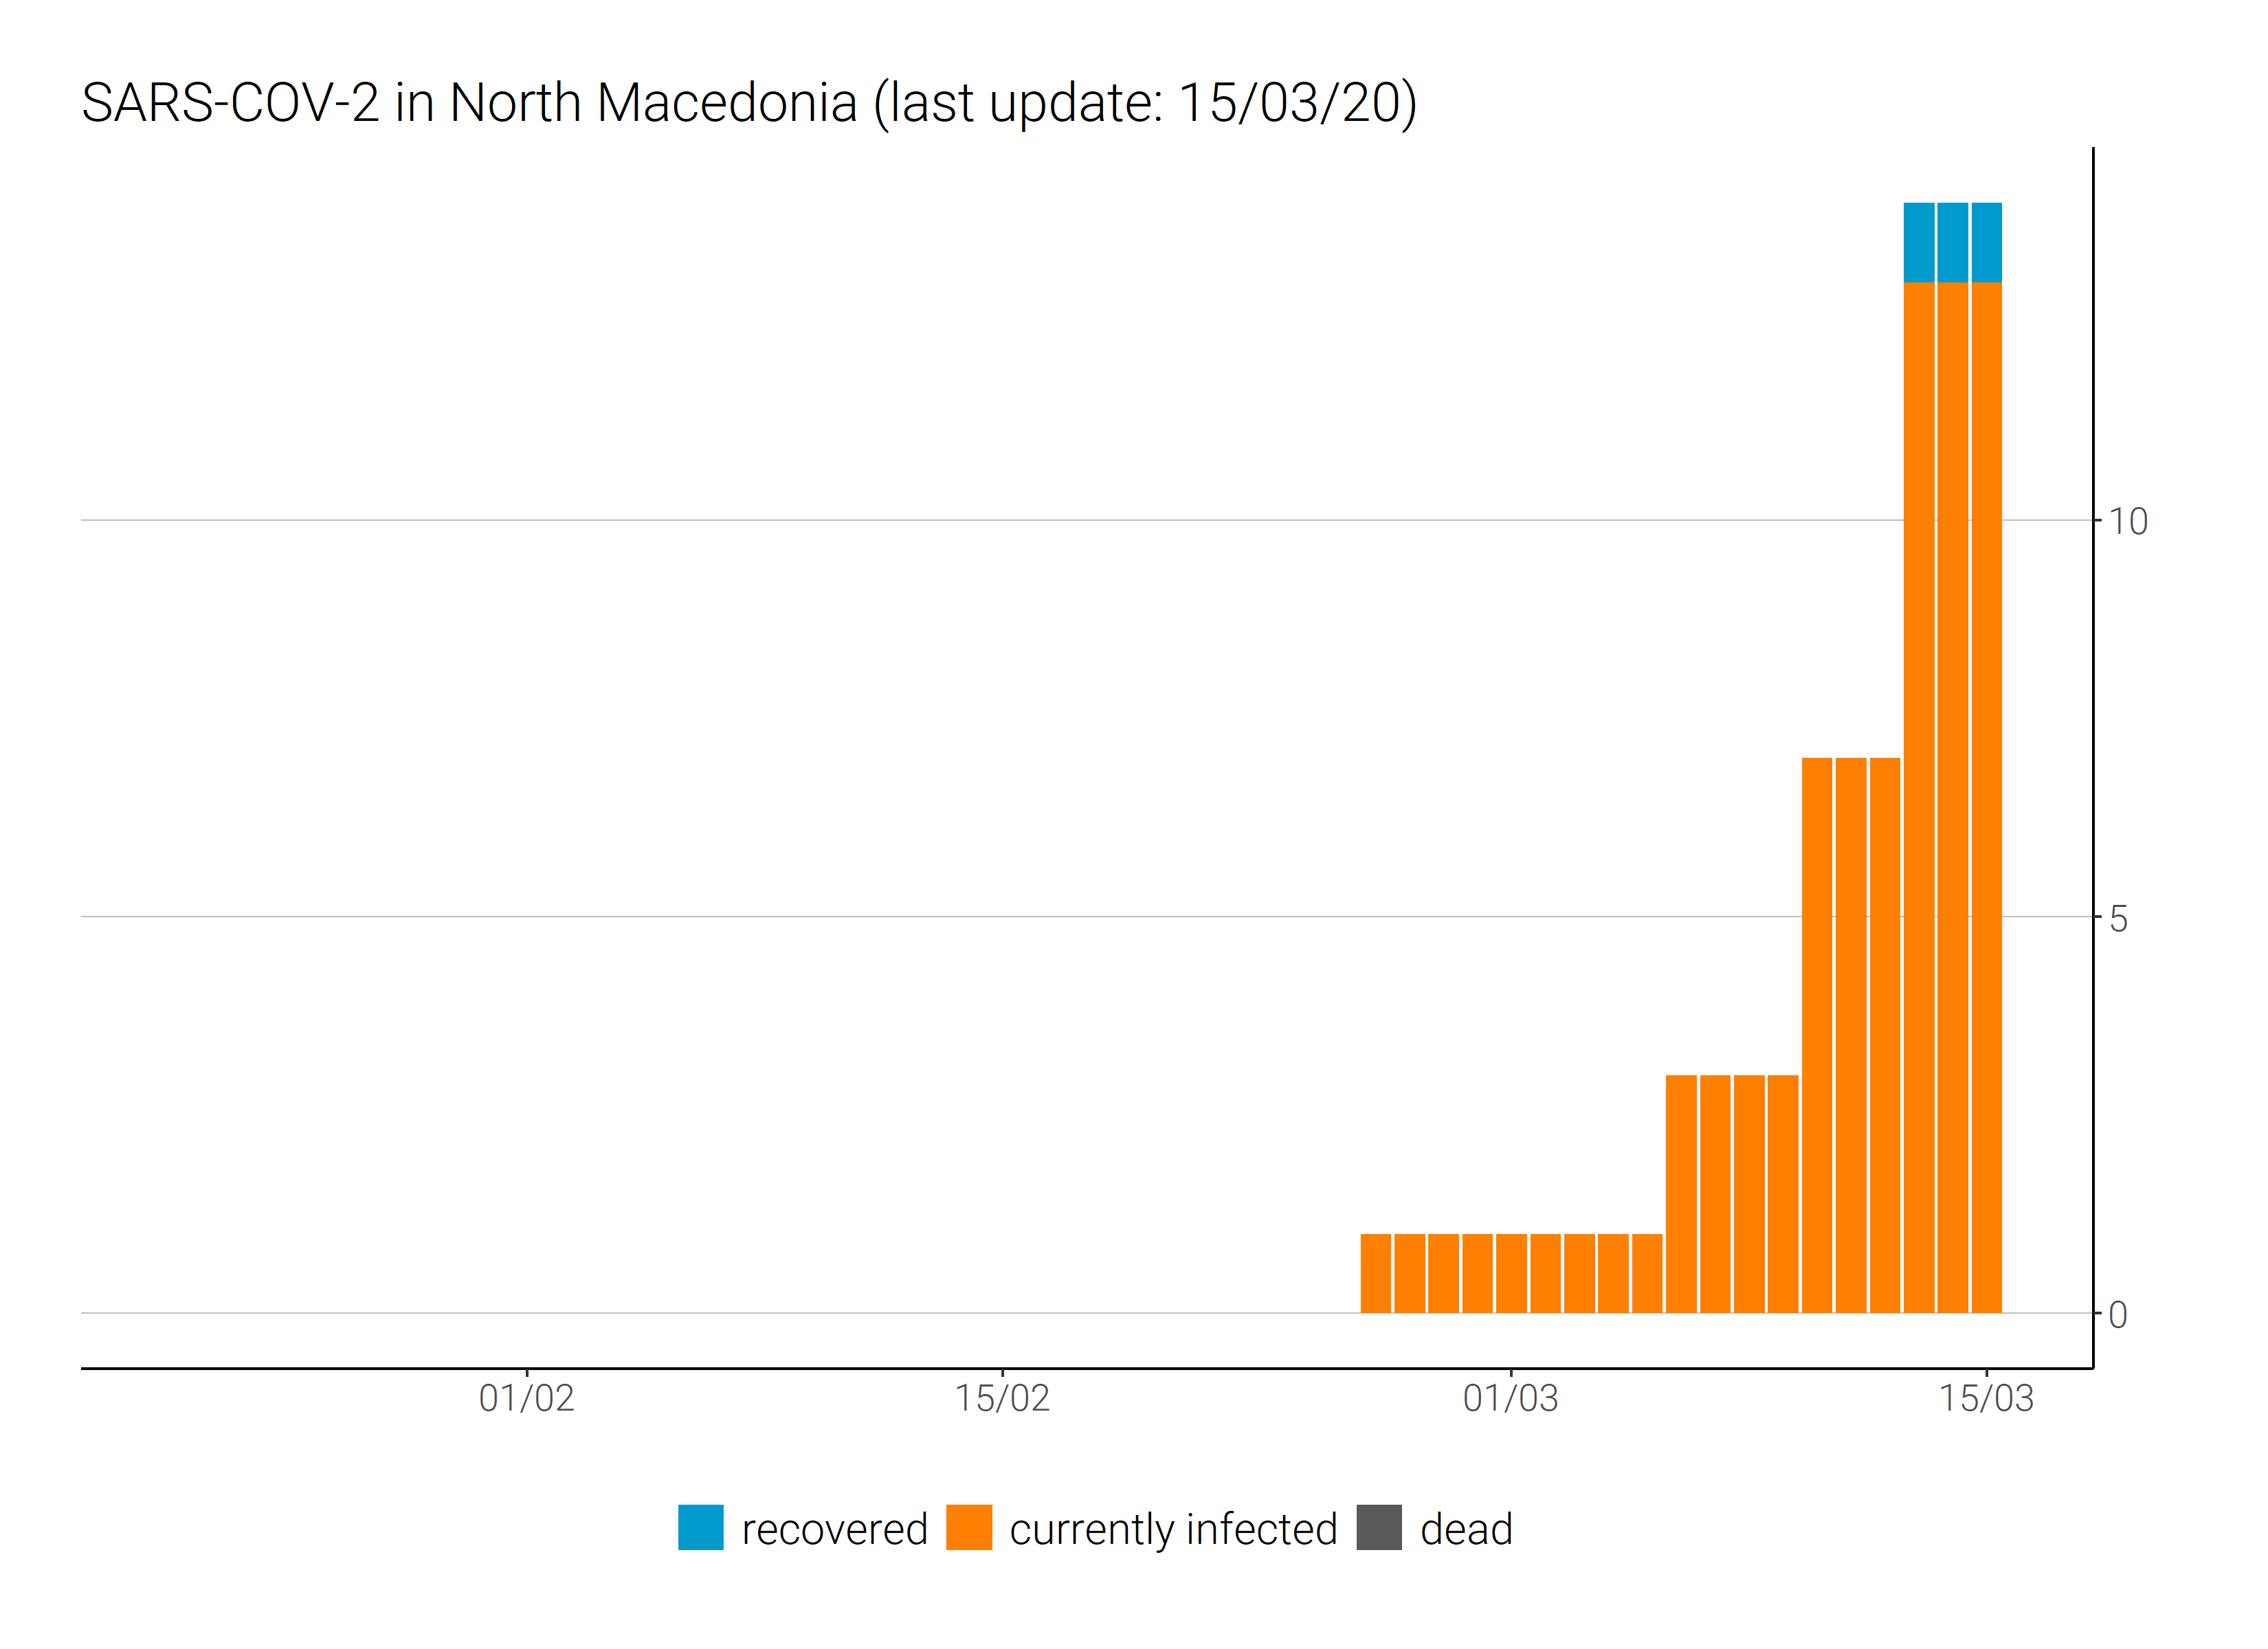 SARS-COV-2 in North Macedonia (last update: 15/03/20)
10
5
0
01/02 15/02 01/03 15/03
recovered currently infected dead